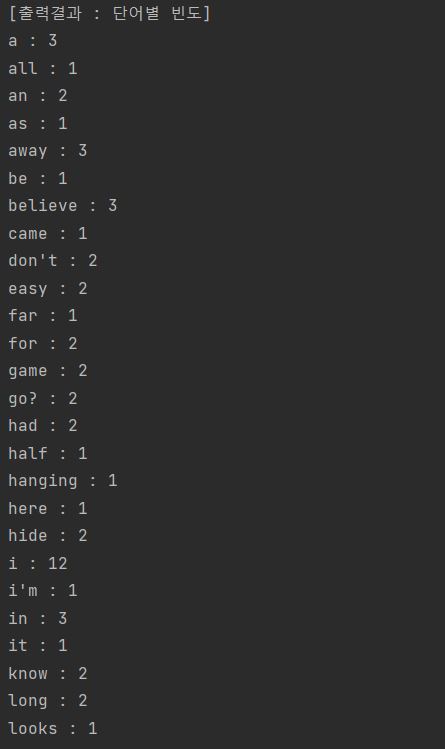 [출력결과 : 단어별 빈도]
a : 3
all : 1
an : 2
as : 1
away : 3
be : 1
believe : 3
came : 1
don't : 2
easy : 2
far : 1
for : 2
game : 2
go? : 2
had : 2
half : 1
hanging : 1
here : 1
hide : 2
i : 12
i'm : 1
in : 3
it : 1
know : 2
long : 2
looks : 1